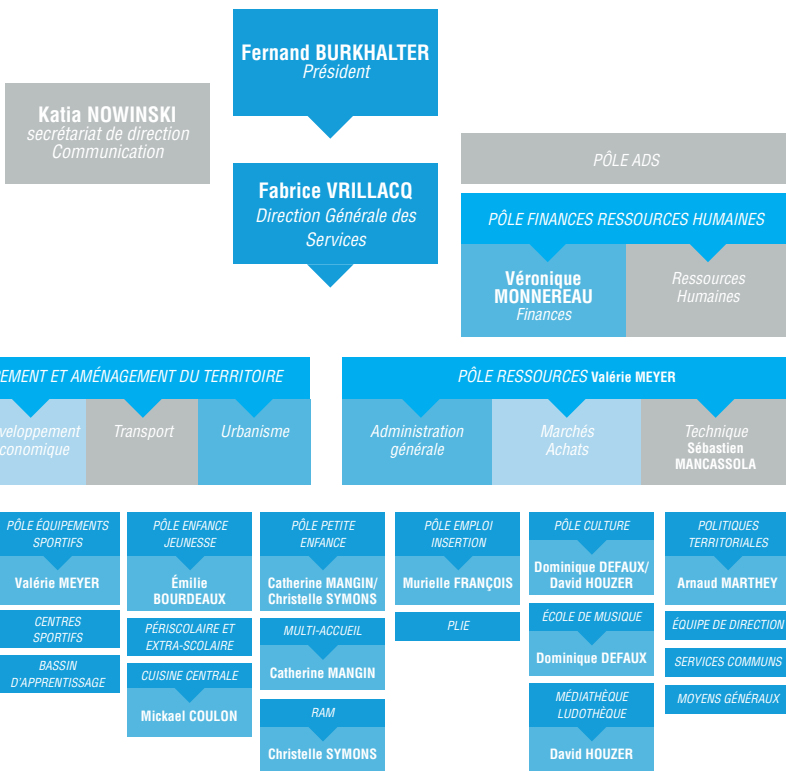 Fernand BURKHALTER
Président
Katia NOWINSKI
secrétariat de direction
Communication
Fabrice VRILLACQ
Direction Générale des
Services
PÔLE ADS
PÔLE FINANCES RESSOURCES HUMAINES
Véronique
MONNEREAU
Finances
Ressources
Humaines
PEMENT ET AMÉNAGEMENT DU TERRITOIRE
veloppement
conomique
Transport
Urbanisme
PÔLE RESSOURCES Valérie MEYER
Administration
générale
Marchés
Achats
Technique
Sébastien
MANCASSOLA
PÔLE ÉQUIPEMENTS
SPORTIFS
Valérie MEYER
CENTRES
SPORTIFS
BASSIN
D'APPRENTISSAGE
PÔLE ENFANCE
JEUNESSE
Émilie
BOURDEAUX
PÉRISCOLAIRE ET
EXTRA-SCOLAIRE
CUISINE CENTRALE
Mickael COULON
PÔLE PETITE
ENFANCE
Catherine MANGIN/
Christelle SYMONS
MULTI-ACCUEIL
Catherine MANGIN
RAM
Christelle SYMONS
PÔLE EMPLOI
INSERTION
Murielle FRANÇOIS
PLIE
PÔLE CULTURE
Dominique DEFAUX/
David HOUZER
ÉCOLE DE MUSIQUE
Dominique DEFAUX
MÉDIATHÈQUE
LUDOTHÈQUE
David HOUZER
POLITIQUES
TERRITORIALES
Arnaud MARTHEY
ÉQUIPE DE DIRECTION
SERVICES COMMUNS
MOYENS GÉNÉRAUX